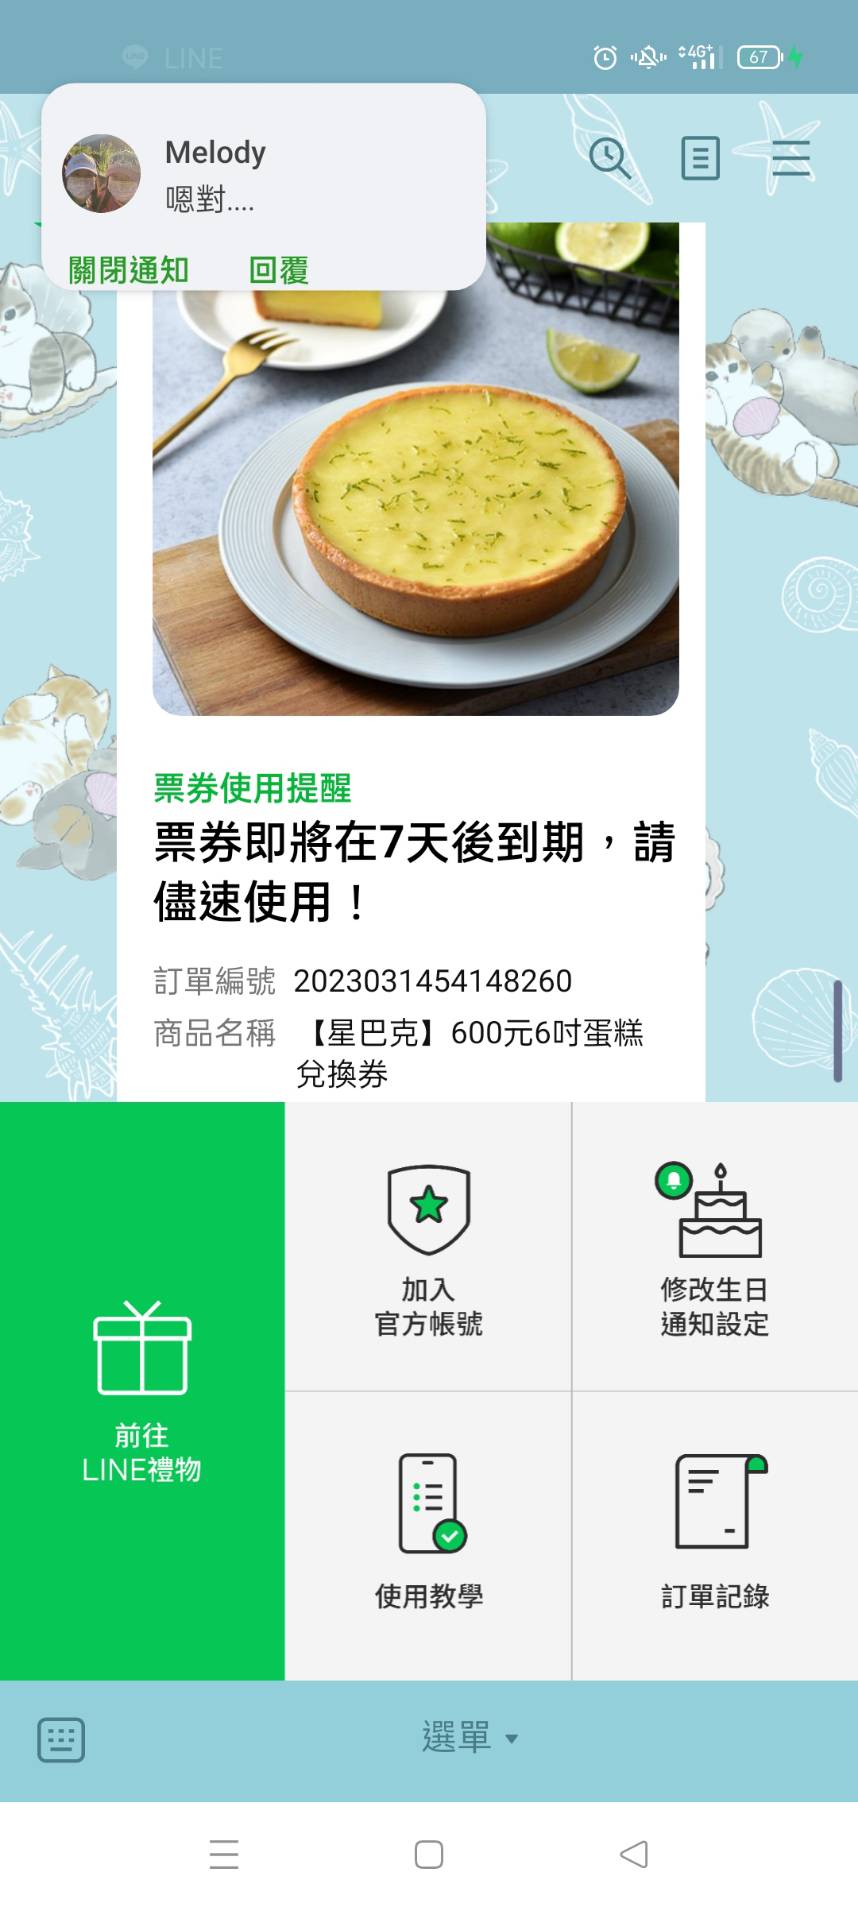 LINE
4G+
67
Melody
嗯對....
關閉通知 回覆
票券使用提醒
票券即將在7天後到期，請
儘速使用！
訂單編號 2023031454148260
商品名稱 【星巴克】600元6吋蛋糕
兌換券
前往
LINE禮物
加入
官方帳號
修改生日
通知設定
使用教學
訂單記錄
選單